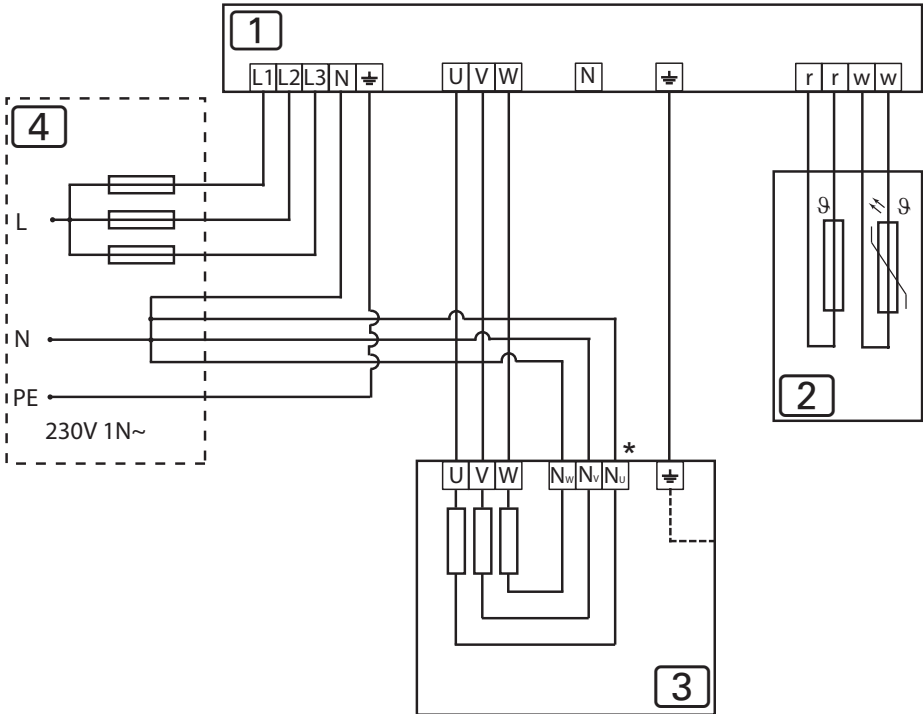 1
L1 L2 L3 N ⏚
U V W
N
⏚
r r w w
4
L
N
PE
230V 1N~
ϑ
ϑ
2
*
U V W
Nw Nv Nu
⏚
3